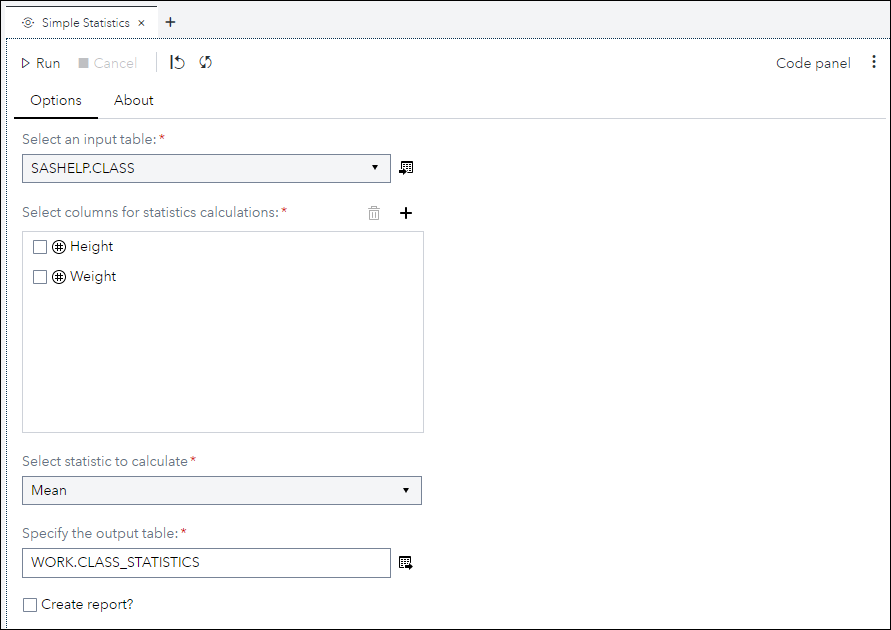 Simple Statistics × +
Run Cancel Code panel
Options About
Select an input table:*
SASHELP.CLASS
Select columns for statistics calculations:*
Height
Weight
Select statistic to calculate*
Mean
Specify the output table:*
WORK.CLASS_STATISTICS
Create report?